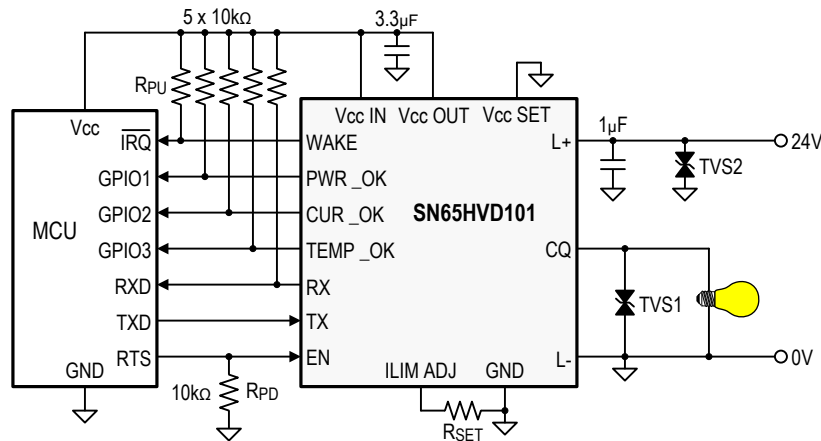 5 x 10kΩ
3.3µF
RPU
Vcc
Vcc IN
Vcc OUT
Vcc SET
IRQ
WAKE
L+
1µF
24V
TVS2
GPIO1
PWR _OK
GPIO2
CUR _OK
SN65HVD101
MCU
GPIO3
TEMP _OK
CQ
RXD
RX
TVS1
TXD
TX
RTS
EN
L-
0V
GND
ILIM ADJ
GND
10kΩ
RPD
RSET